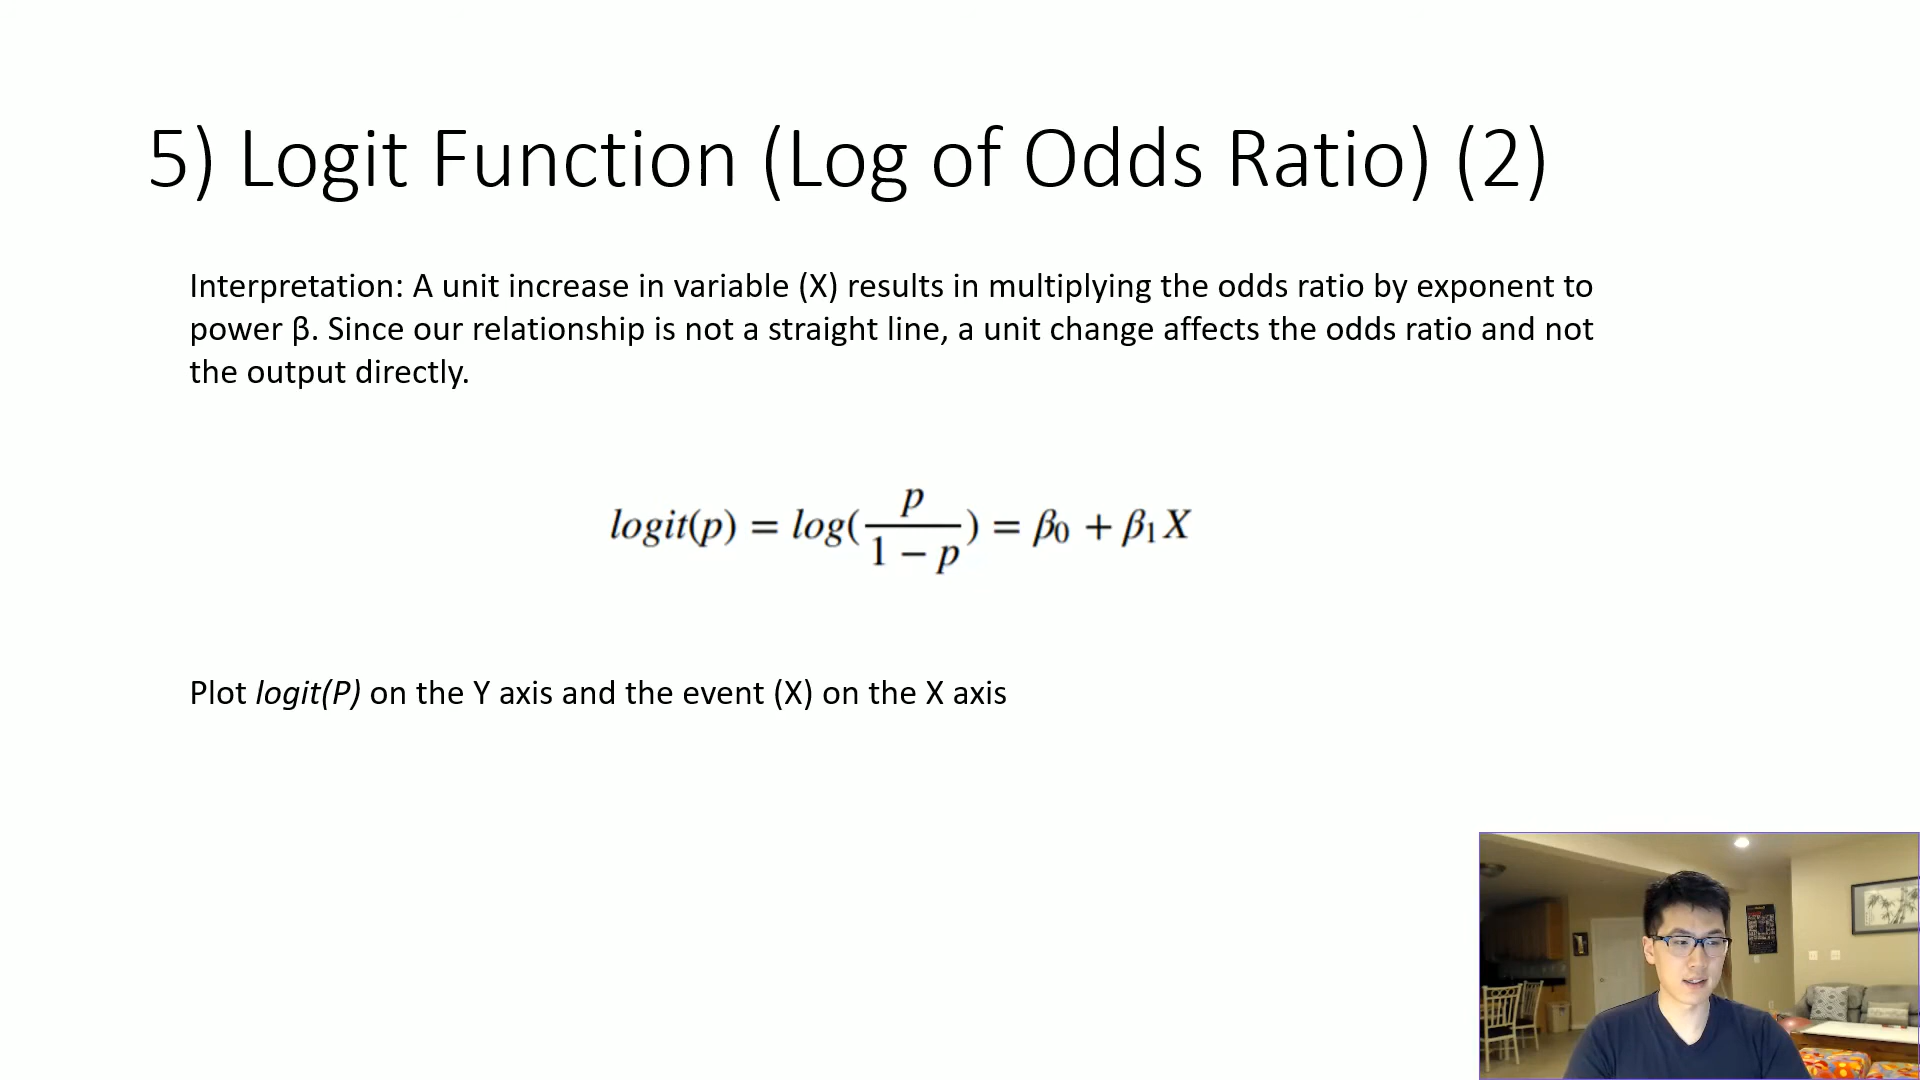 5) Logit Function (Log of Odds Ratio) (2)
Interpretation: A unit increase in variable (X) results in multiplying the odds ratio by exponent to
power β. Since our relationship is not a straight line, a unit change affects the odds ratio and not
the output directly.
logit(p) = log(p/(1 − p)) = β₀ + β₁X
Plot logit(P) on the Y axis and the event (X) on the X axis